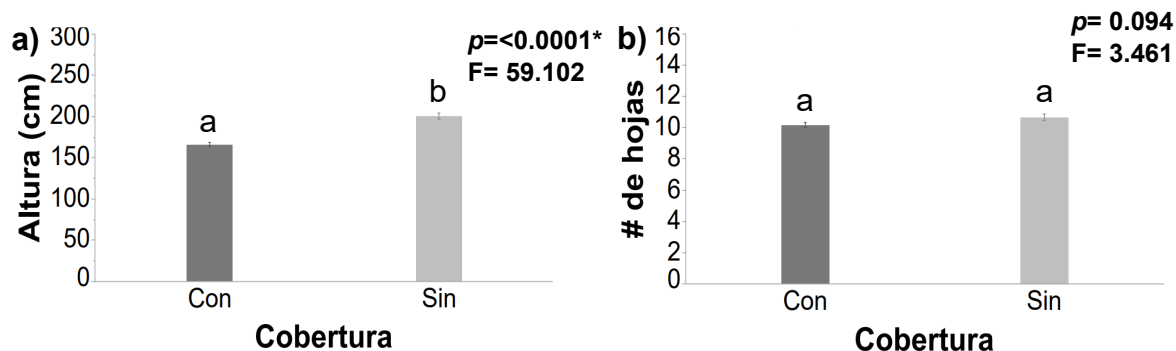 a)
p=<0.0001*
F= 59.102
Altura (cm)
300
250
200
150
100
50
0
a
b
Con
Sin
Cobertura
b)
p= 0.094
F= 3.461
# de hojas
16
14
12
10
8
6
4
2
0
a
a
Con
Sin
Cobertura